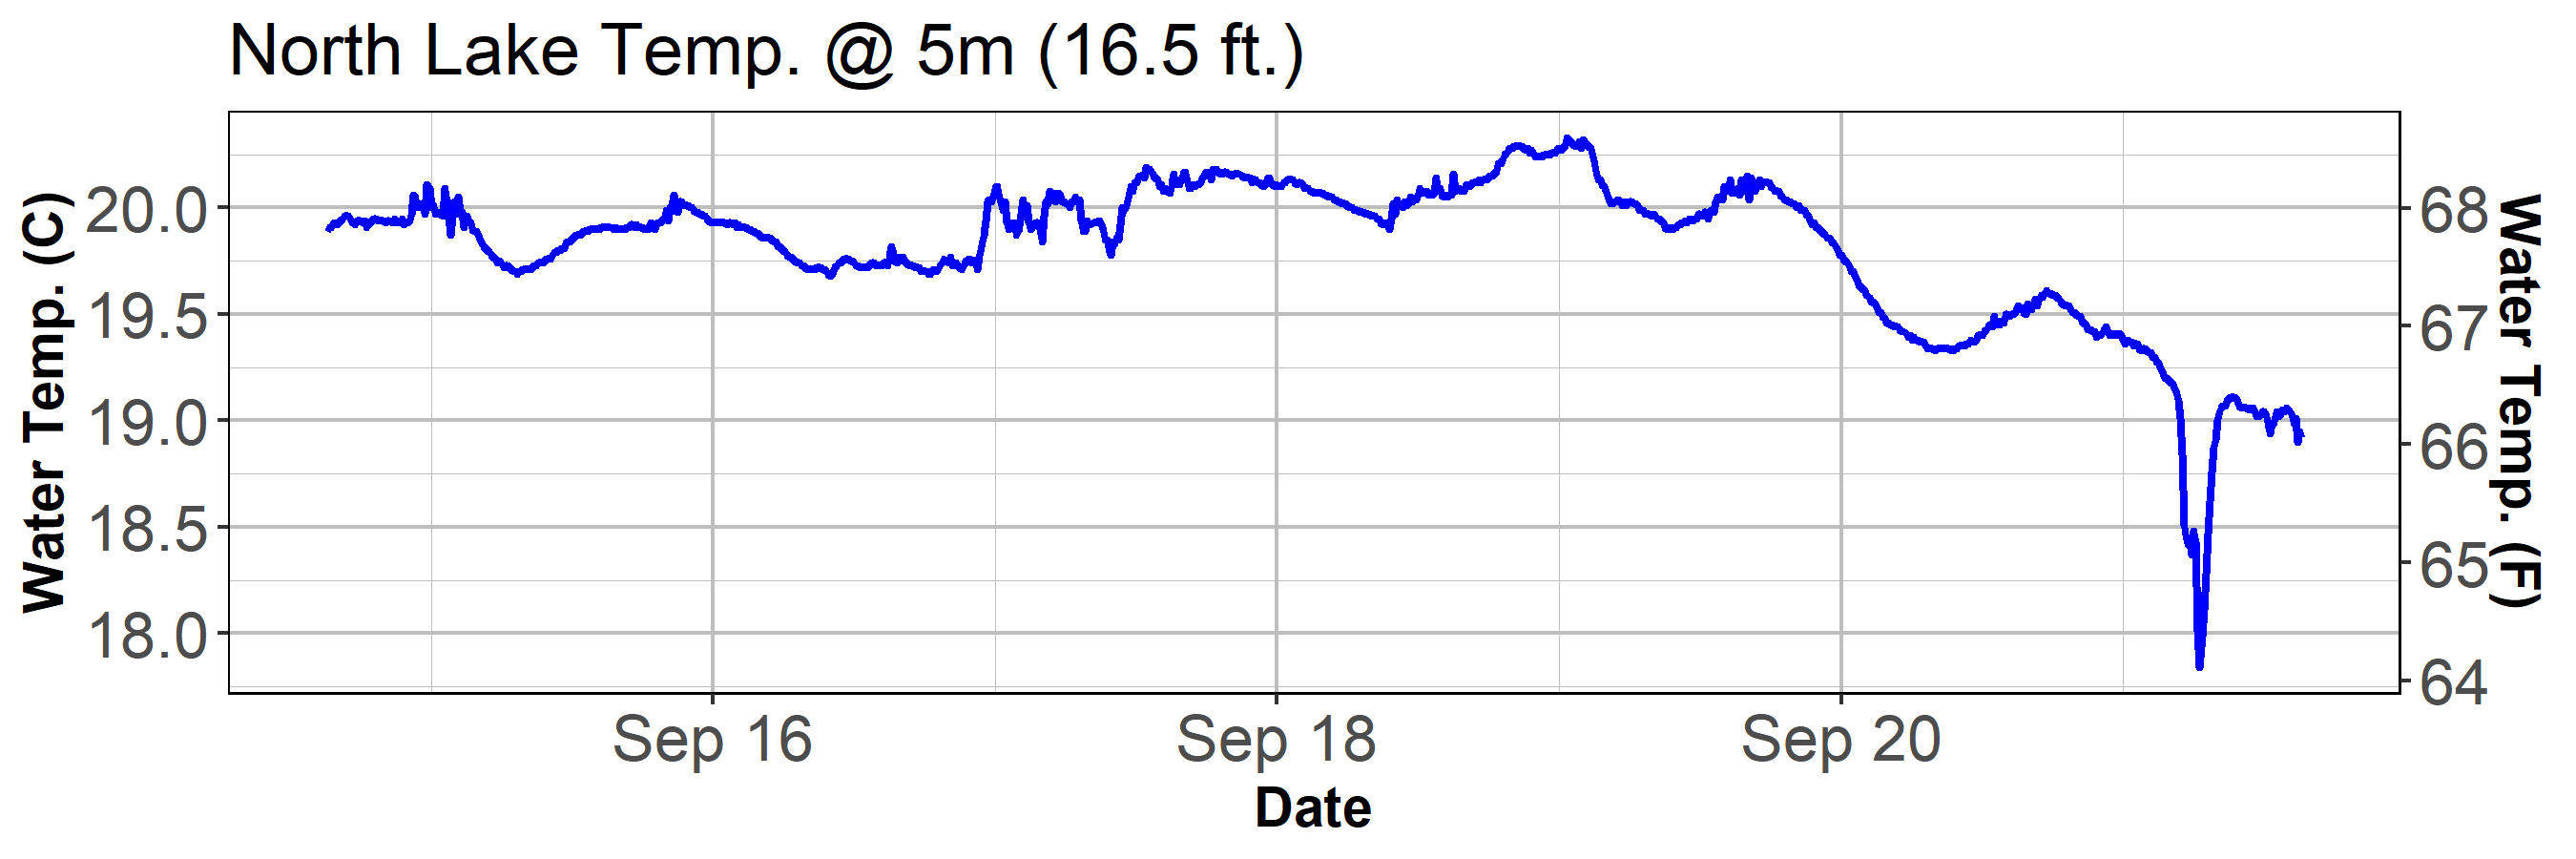 North Lake Temp. @ 5m (16.5 ft.)
Water Temp. (C)
20.0
19.5
19.0
18.5
18.0
68
67
66
65
64
Water Temp. (F)
Sep 16
Sep 18
Sep 20
Date